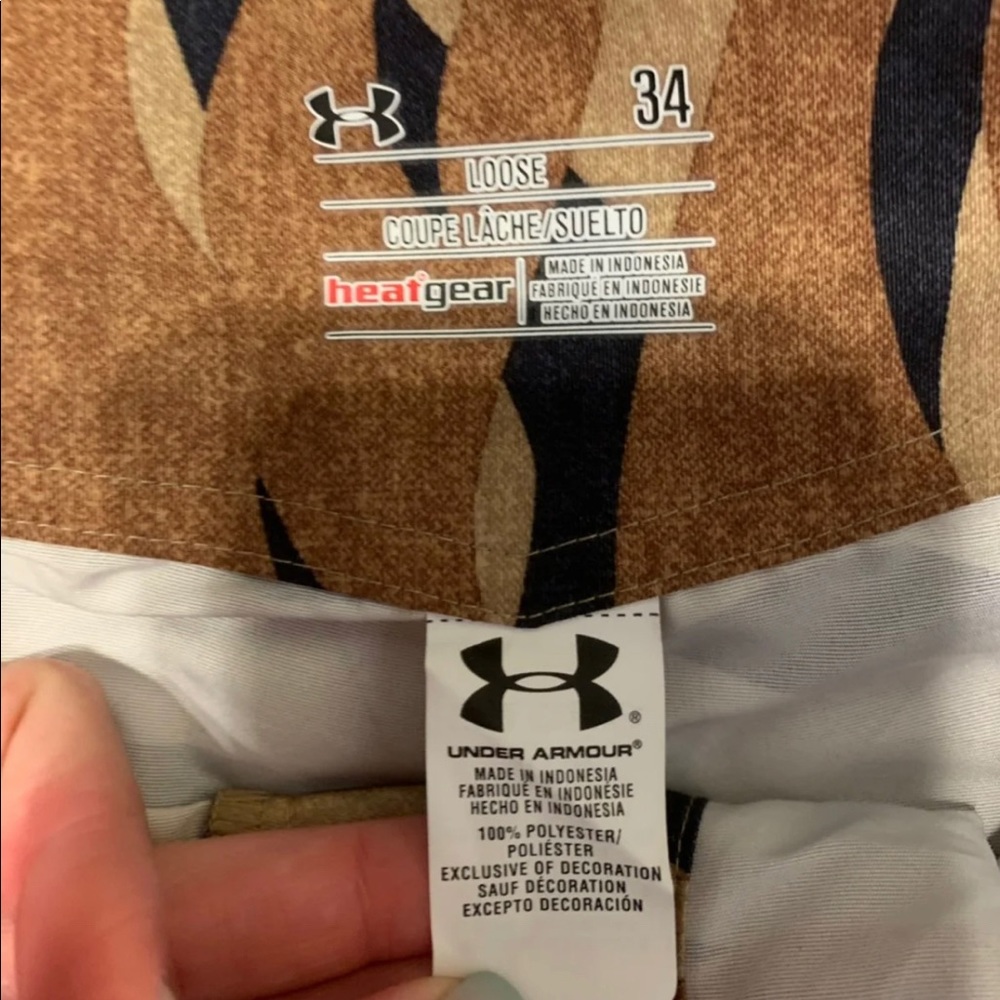 34
LOOSE
COUPE LÂCHE/SUELTO
heatgear
MADE IN INDONESIA
FABRIQUÉ EN INDONESIE
HECHO EN INDONESIA
UNDER ARMOUR®
MADE IN INDONESIA
FABRIQUÉ EN INDONÉSIE
HECHO EN INDONESIA
100% POLYESTER/
POLIÉSTER
EXCLUSIVE OF DECORATION
SAUF DÉCORATION
EXCEPTO DECORACIÓN